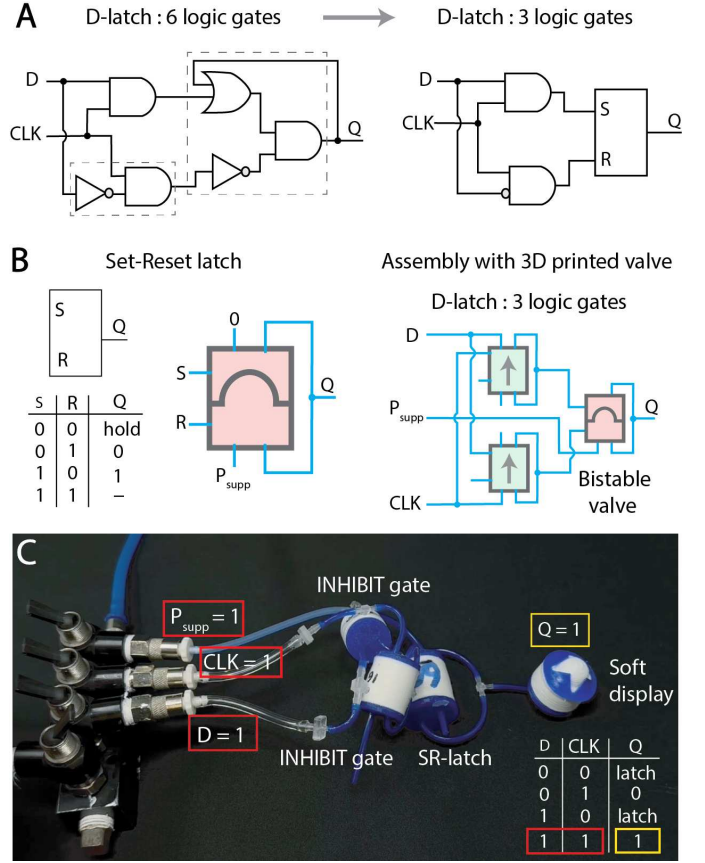 A
D-latch : 6 logic gates
D-latch : 3 logic gates
D
CLK
Q
D
CLK
S
R
Q
B
Set-Reset latch
Assembly with 3D printed valve
D-latch : 3 logic gates
S
R
Q
S R Q
0 0 hold
0 1 0
1 0 1
1 1 –
0
S
R
Psupp
Q
D
Psupp
CLK
Q
Bistable
valve
C
INHIBIT gate
Psupp = 1
CLK = 1
D = 1
INHIBIT gate
SR-latch
Q = 1
Soft
display
D CLK Q
0 0 latch
0 1 0
1 0 latch
1 1 1